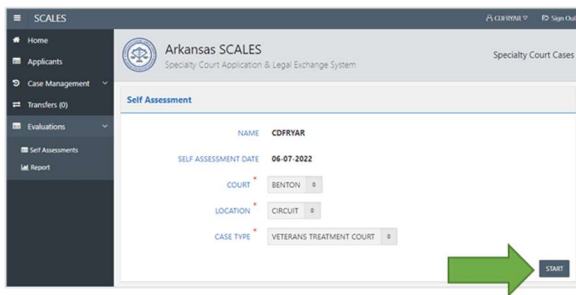 SCALES
CDFRYAR
Sign Out
Home
Applicants
Case Management
Transfers (0)
Evaluations
Self Assessments
Report
Arkansas SCALES
Specialty Court Application & Legal Exchange System
Specialty Court Cases
Self Assessment
NAME CDFRYAR
SELF ASSESSMENT DATE 06-07-2022
COURT * BENTON
LOCATION * CIRCUIT
CASE TYPE * VETERANS TREATMENT COURT
START